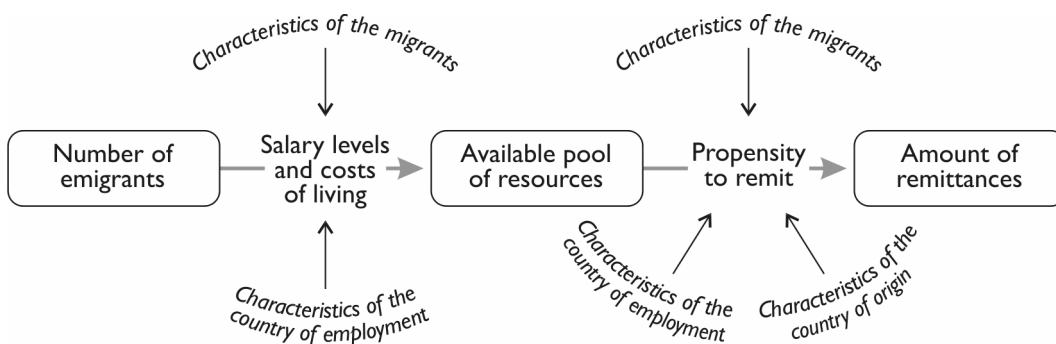 Characteristics of the migrants
Characteristics of the migrants
Number of
emigrants
Salary levels
and costs
of living
Available pool
of resources
Propensity
to remit
Amount of
remittances
Characteristics of the
country of employment
Characteristics of the
country of employment
Characteristics of the
country of origin